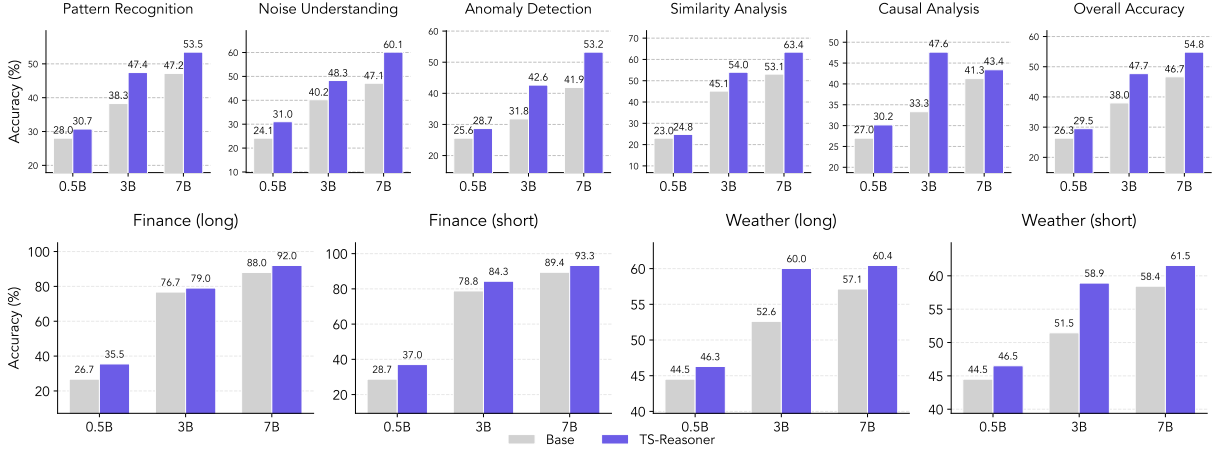 Pattern Recognition
Accuracy (%)
50
40
30
20
28.0 30.7 38.3 47.4 47.2 53.5
0.5B 3B 7B
Noise Understanding
60
50
40
30
20
10
24.1 31.0 40.2 48.3 47.1 60.1
0.5B 3B 7B
Anomaly Detection
60
50
40
30
20
25.6 28.7 31.8 42.6 41.9 53.2
0.5B 3B 7B
Similarity Analysis
70
60
50
40
30
20
10
23.0 24.8 45.1 54.0 53.1 63.4
0.5B 3B 7B
Causal Analysis
50
45
40
35
30
25
20
27.0 30.2 33.3 47.6 41.3 43.4
0.5B 3B 7B
Overall Accuracy
60
50
40
30
20
26.3 29.5 38.0 47.7 46.7 54.8
0.5B 3B 7B
Finance (long)
Accuracy (%)
100
80
60
40
20
26.7 35.5 76.7 79.0 88.0 92.0
0.5B 3B 7B
Finance (short)
100
80
60
40
20
28.7 37.0 78.8 84.3 89.4 93.3
0.5B 3B 7B
Weather (long)
60
55
50
45
40
44.5 46.3 52.6 60.0 57.1 60.4
0.5B 3B 7B
Weather (short)
60
55
50
45
40
44.5 46.5 51.5 58.9 58.4 61.5
0.5B 3B 7B
Base TS-Reasoner